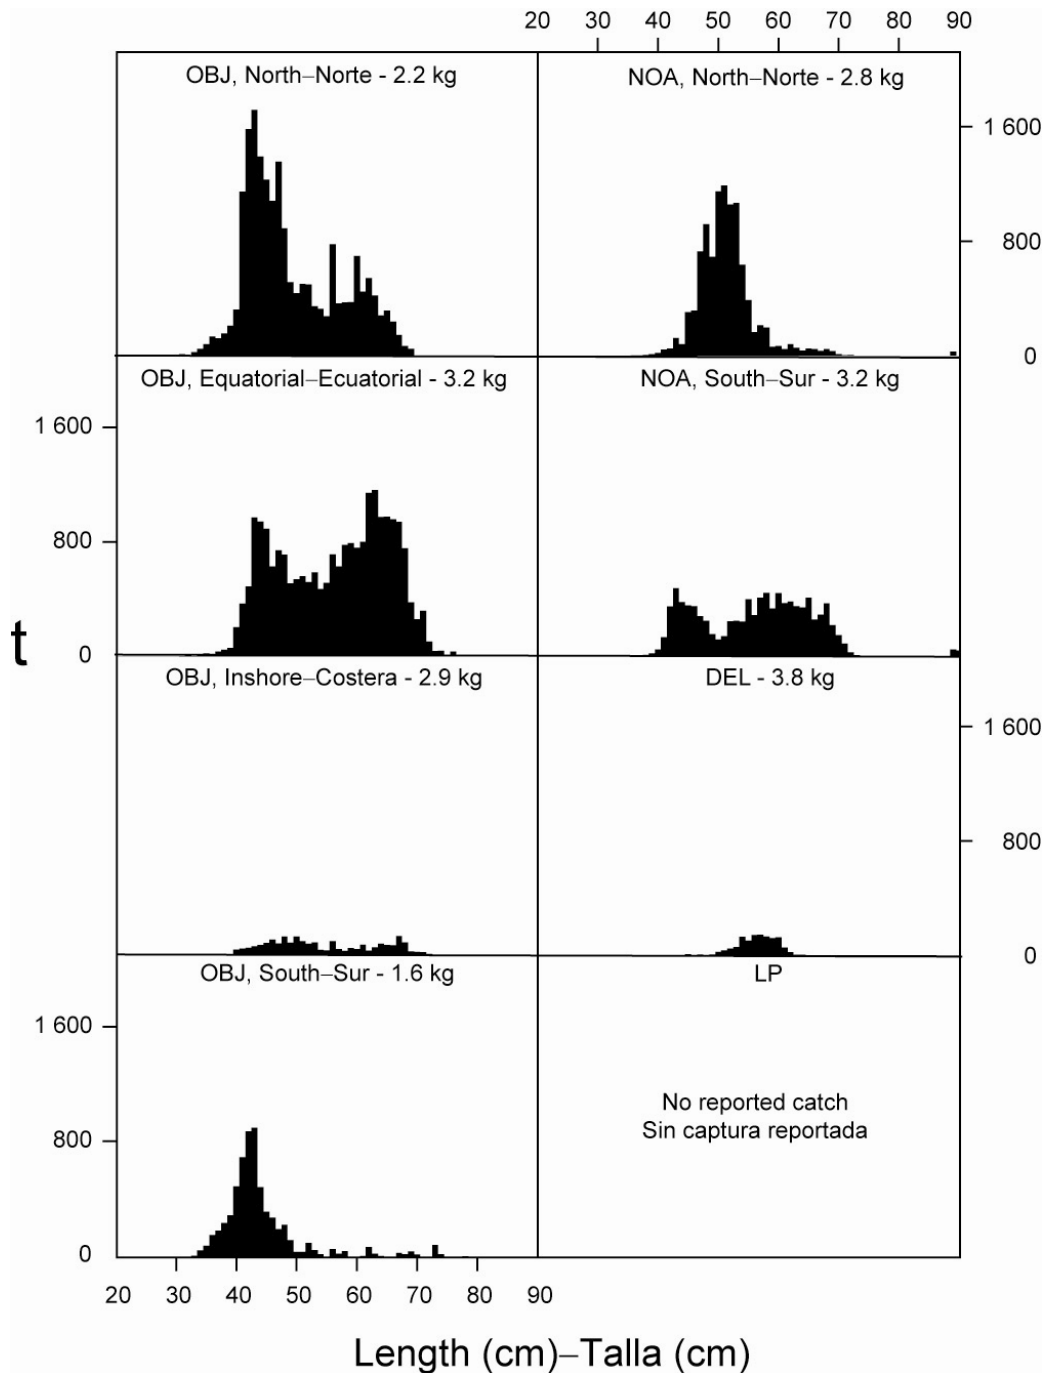 20 30 40 50 60 70 80 90
OBJ, North–Norte - 2.2 kg
NOA, North–Norte - 2.8 kg
1 600
800
0
OBJ, Equatorial–Ecuatorial - 3.2 kg
NOA, South–Sur - 3.2 kg
1 600
800
0
t
OBJ, Inshore–Costera - 2.9 kg
DEL - 3.8 kg
1 600
800
0
OBJ, South–Sur - 1.6 kg
LP
1 600
No reported catch
Sin captura reportada
800
0
20 30 40 50 60 70 80 90
Length (cm)–Talla (cm)